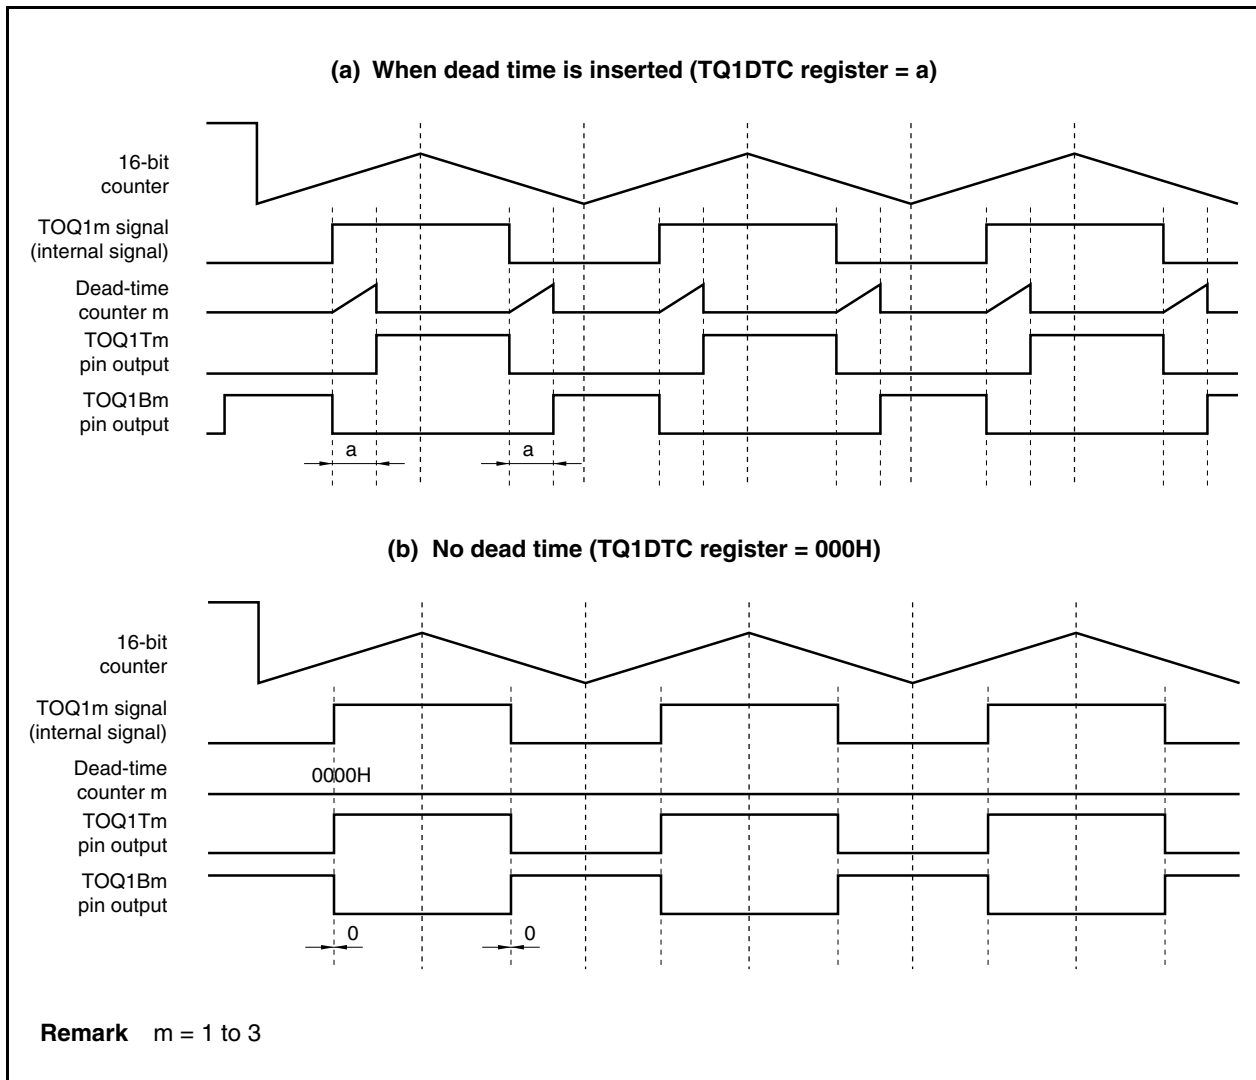 (a) When dead time is inserted (TQ1DTC register = a)
16-bit
counter
TOQ1m signal
(internal signal)
Dead-time
counter m
TOQ1Tm
pin output
TOQ1Bm
pin output
a
a
(b) No dead time (TQ1DTC register = 000H)
16-bit
counter
TOQ1m signal
(internal signal)
Dead-time
counter m
0000H
TOQ1Tm
pin output
TOQ1Bm
pin output
0
0
Remark m = 1 to 3